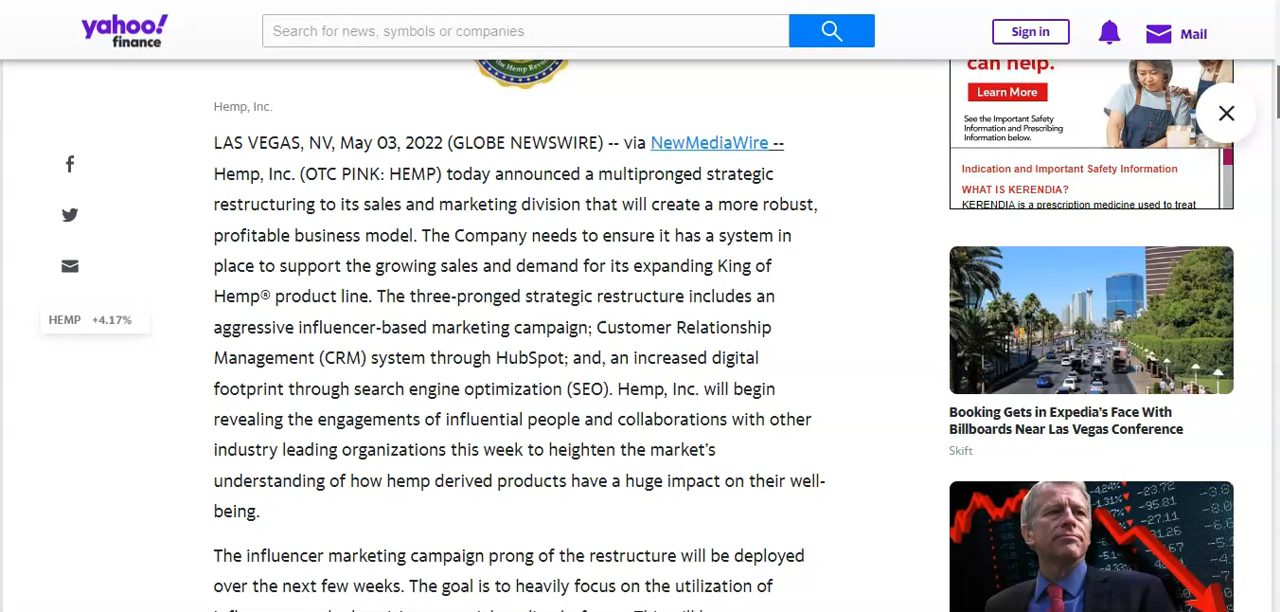 yahoo!
finance
Search for news, symbols or companies
Sign in
Mail
the Hemp
Hemp, Inc.
LAS VEGAS, NV, May 03, 2022 (GLOBE NEWSWIRE) -- via NewMediaWire --
Hemp, Inc. (OTC PINK: HEMP) today announced a multipronged strategic
restructuring to its sales and marketing division that will create a more robust,
profitable business model. The Company needs to ensure it has a system in
place to support the growing sales and demand for its expanding King of
Hemp® product line. The three-pronged strategic restructure includes an
aggressive influencer-based marketing campaign; Customer Relationship
Management (CRM) system through HubSpot; and, an increased digital
footprint through search engine optimization (SEO). Hemp, Inc. will begin
revealing the engagements of influential people and collaborations with other
industry leading organizations this week to heighten the market's
understanding of how hemp derived products have a huge impact on their well-
being.
The influencer marketing campaign prong of the restructure will be deployed
over the next few weeks. The goal is to heavily focus on the utilization of
HEMP +4.17%
can help.
Learn More
See the Important Safety
Information and Prescribing
Information below.
Indication and Important Safety Information
WHAT IS KERENDIA?
KERENDIA is a prescription medicine used to treat
Booking Gets in Expedia's Face With
Billboards Near Las Vegas Conference
Skift